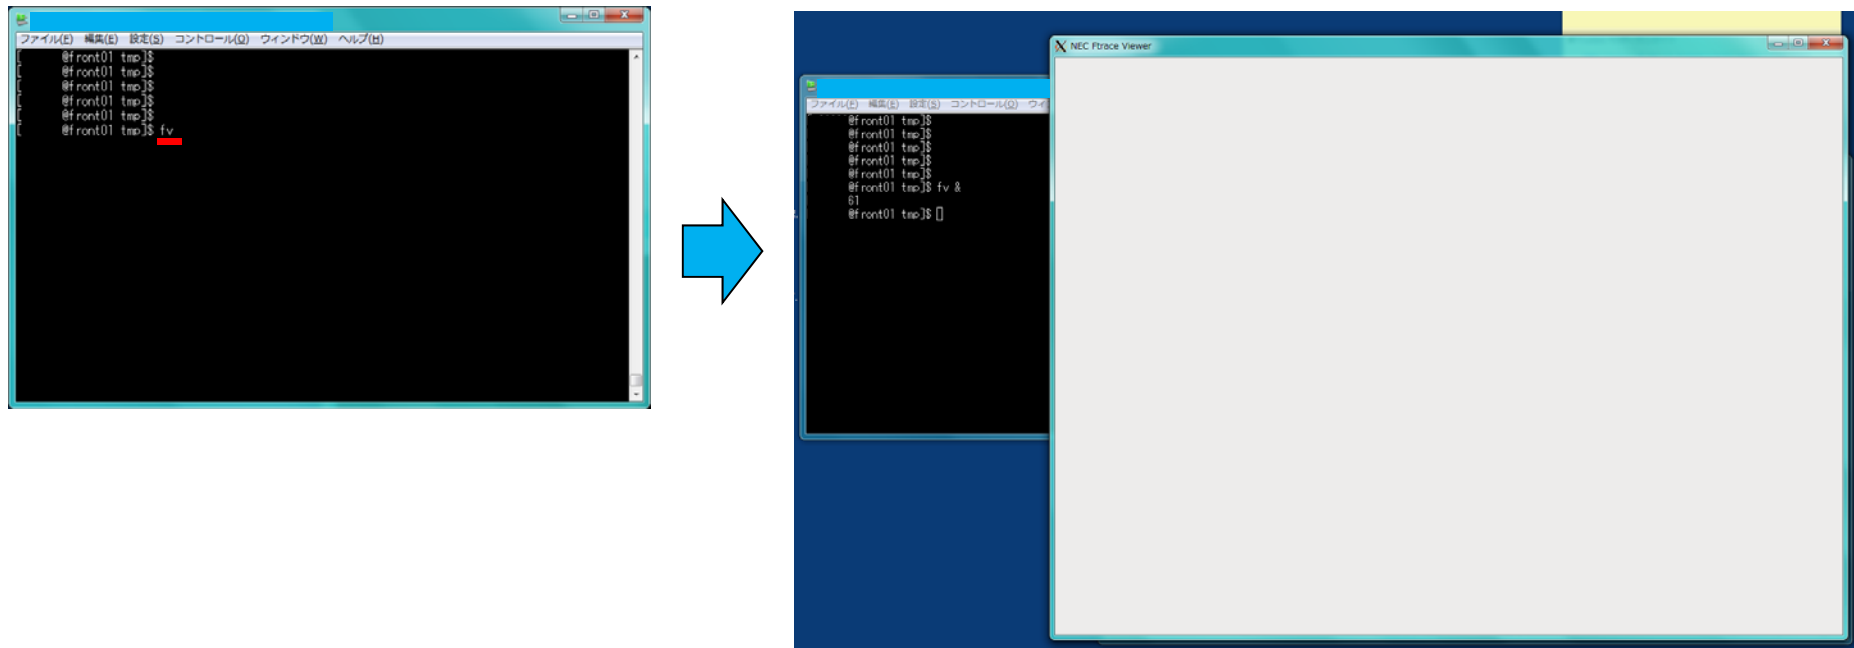 ファイル(F) 編集(E) 設定(S) コントロール(O) ウィンドウ(W) ヘルプ(H)
[ @front01 tmp]$
[ @front01 tmp]$
[ @front01 tmp]$
[ @front01 tmp]$
[ @front01 tmp]$
[ @front01 tmp]$ fv
NEC Ftrace Viewer
ファイル(F) 編集(E) 設定(S) コントロール(O) ウィ
@front01 tmp]$
@front01 tmp]$
@front01 tmp]$
@front01 tmp]$
@front01 tmp]$
@front01 tmp]$ fv &
61
@front01 tmp]$